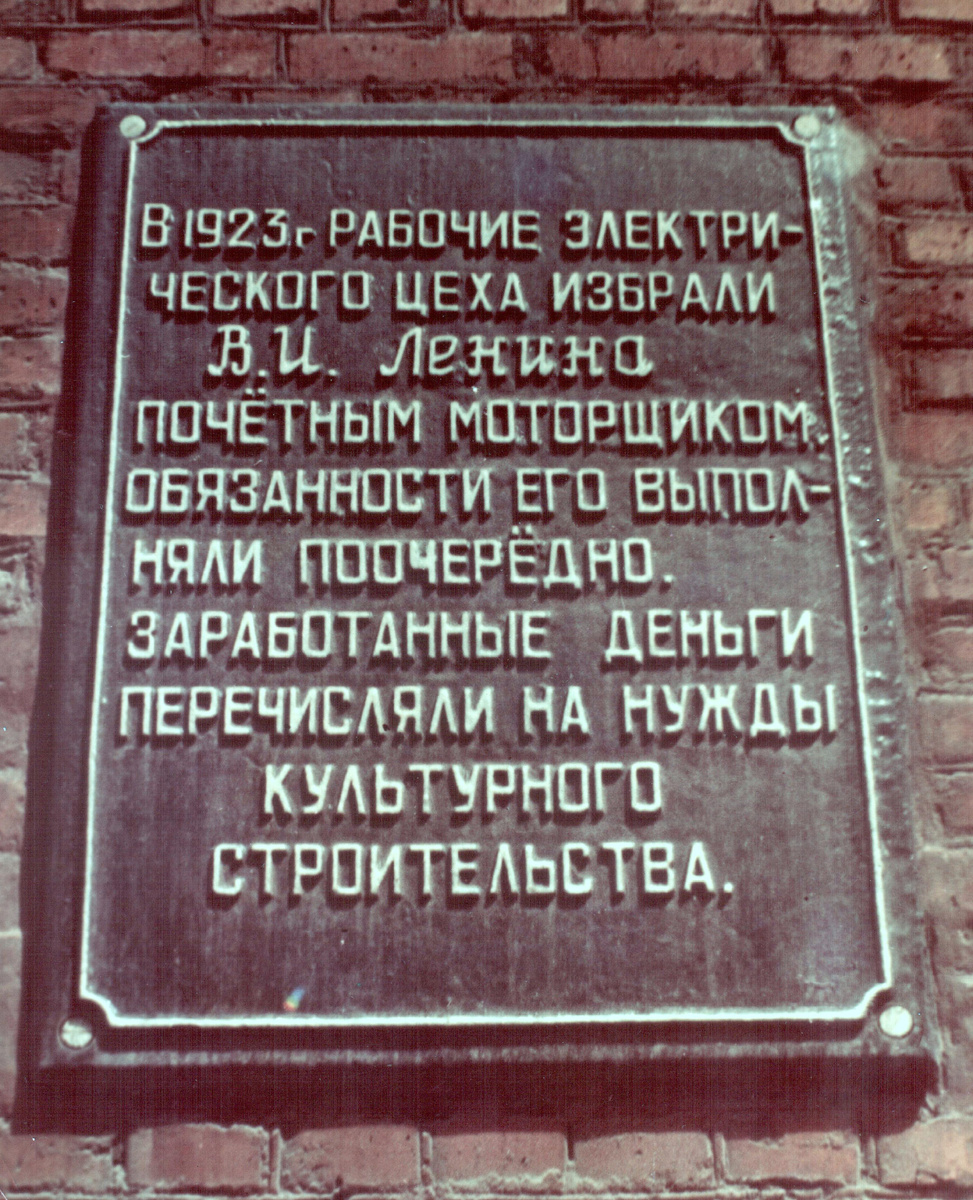 В 1923г РАБОЧИЕ ЭЛЕКТРИ-
ЧЕСКОГО ЦЕХА ИЗБРАЛИ
В.И. Ленина
ПОЧЁТНЫМ МОТОРЩИКОМ.
ОБЯЗАННОСТИ ЕГО ВЫПОЛ-
НЯЛИ ПООЧЕРЁДНО.
ЗАРАБОТАННЫЕ ДЕНЬГИ
ПЕРЕЧИСЛЯЛИ НА НУЖДЫ
КУЛЬТУРНОГО
СТРОИТЕЛЬСТВА.